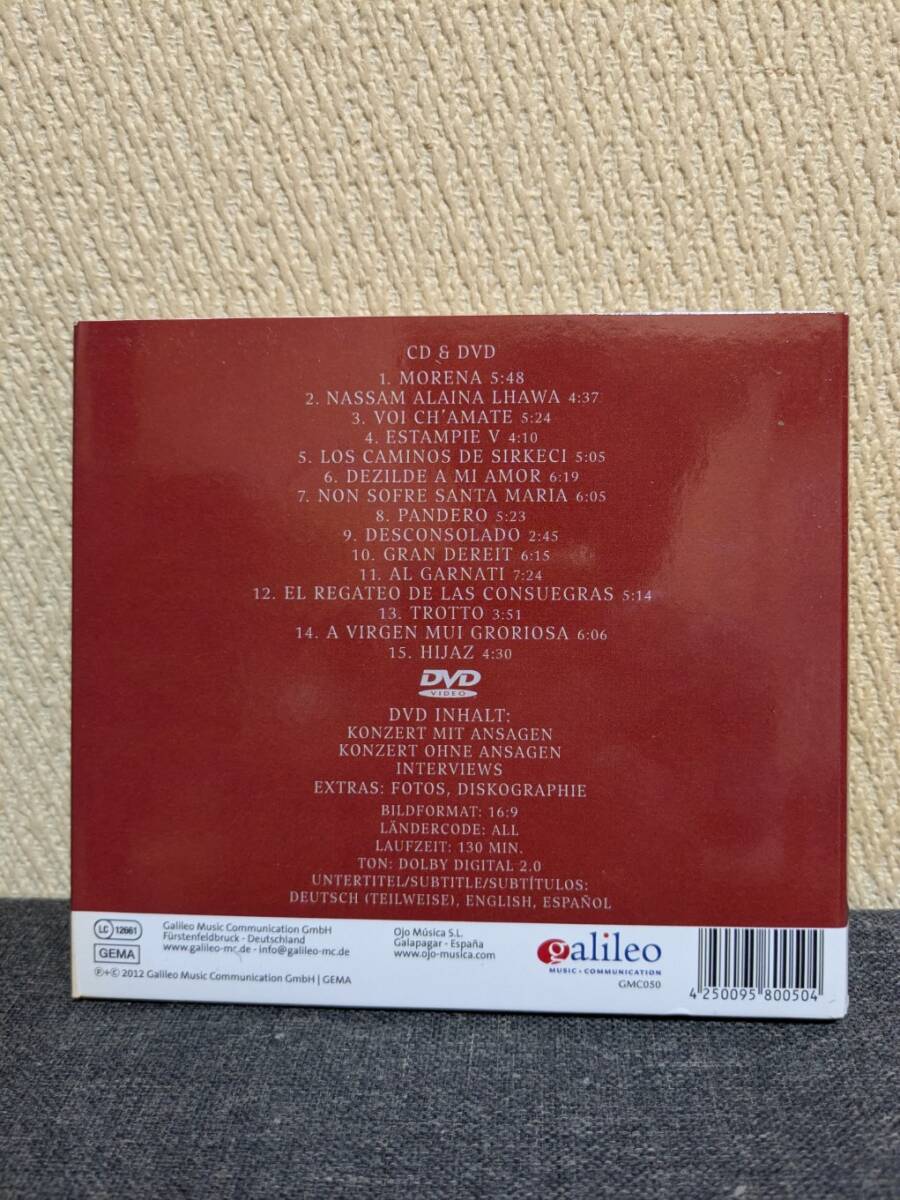 CD & DVD
1. MORENA 5:48
2. NASSAM ALAINA LHAWA 4:37
3. VOI CH'AMATE 5:24
4. ESTAMPIE V 4:10
5. LOS CAMINOS DE SIRKECI 5:05
6. DEZILDE A MI AMOR 6:19
7. NON SOFRE SANTA MARIA 6:05
8. PANDERO 5:23
9. DESCONSOLADO 2:45
10. GRAN DEREIT 6:15
11. AL GARNATI 7:24
12. EL REGATEO DE LAS CONSUEGRAS 5:14
13. TROTTO 3:51
14. A VIRGEN MUI GRORIOSA 6:06
15. HIJAZ 4:30
DVD
VIDEO
DVD INHALT:
KONZERT MIT ANSAGEN
KONZERT OHNE ANSAGEN
INTERVIEWS
EXTRAS: FOTOS, DISKOGRAPHIE
BILDFORMAT: 16:9
LÄNDERCODE: ALL
LAUFZEIT: 130 MIN.
TON: DOLBY DIGITAL 2.0
UNTERTITEL/SUBTITLE/SUBTÍTULOS:
DEUTSCH (TEILWEISE), ENGLISH, ESPAÑOL
LC 12661
GEMA
Galileo Music Communication GmbH
Fürstenfeldbruck - Deutschland
www.galileo-mc.de - info@galileo-mc.de
℗+© 2012 Galileo Music Communication GmbH | GEMA
Ojo Música S.L.
Galapagar - España
www.ojo-musica.com
galileo
MUSIC • COMMUNICATION
GMC050
4 250095 800504